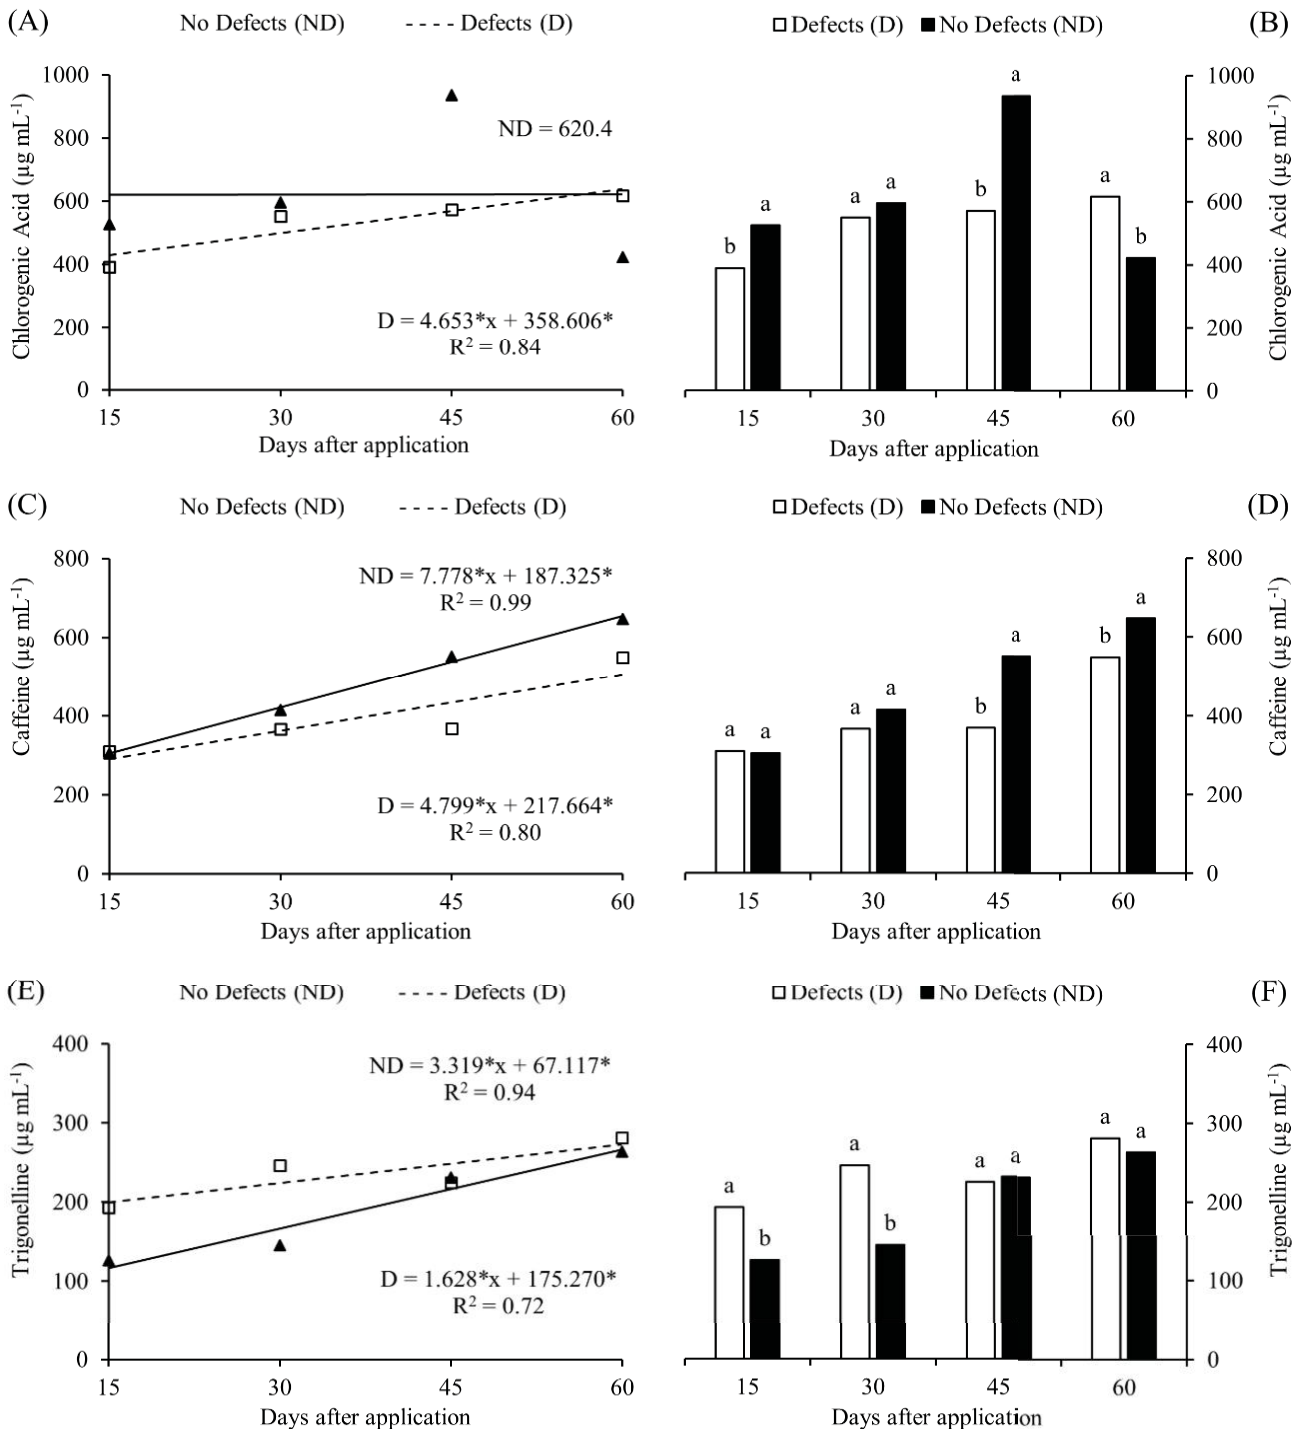 (A)
No Defects (ND) Defects (D)
Chlorogenic Acid (µg mL⁻¹)
1000
800
600
400
200
0
ND = 620.4
D = 4.653*x + 358.606*
R² = 0.84
15 30 45 60
Days after application
(B)
Defects (D) No Defects (ND)
1000
800
600
400
200
0
Chlorogenic Acid (µg mL⁻¹)
b a a a b a a b
15 30 45 60
Days after application
(C)
No Defects (ND) Defects (D)
Caffeine (µg mL⁻¹)
800
600
400
200
0
ND = 7.778*x + 187.325*
R² = 0.99
D = 4.799*x + 217.664*
R² = 0.80
15 30 45 60
Days after application
(D)
Defects (D) No Defects (ND)
800
600
400
200
0
Caffeine (µg mL⁻¹)
a a a a b a b a
15 30 45 60
Days after application
(E)
No Defects (ND) Defects (D)
Trigonelline (µg mL⁻¹)
400
300
200
100
0
ND = 3.319*x + 67.117*
R² = 0.94
D = 1.628*x + 175.270*
R² = 0.72
15 30 45 60
Days after application
(F)
Defects (D) No Defects (ND)
400
300
200
100
0
Trigonelline (µg mL⁻¹)
a b a b a a a a
15 30 45 60
Days after application